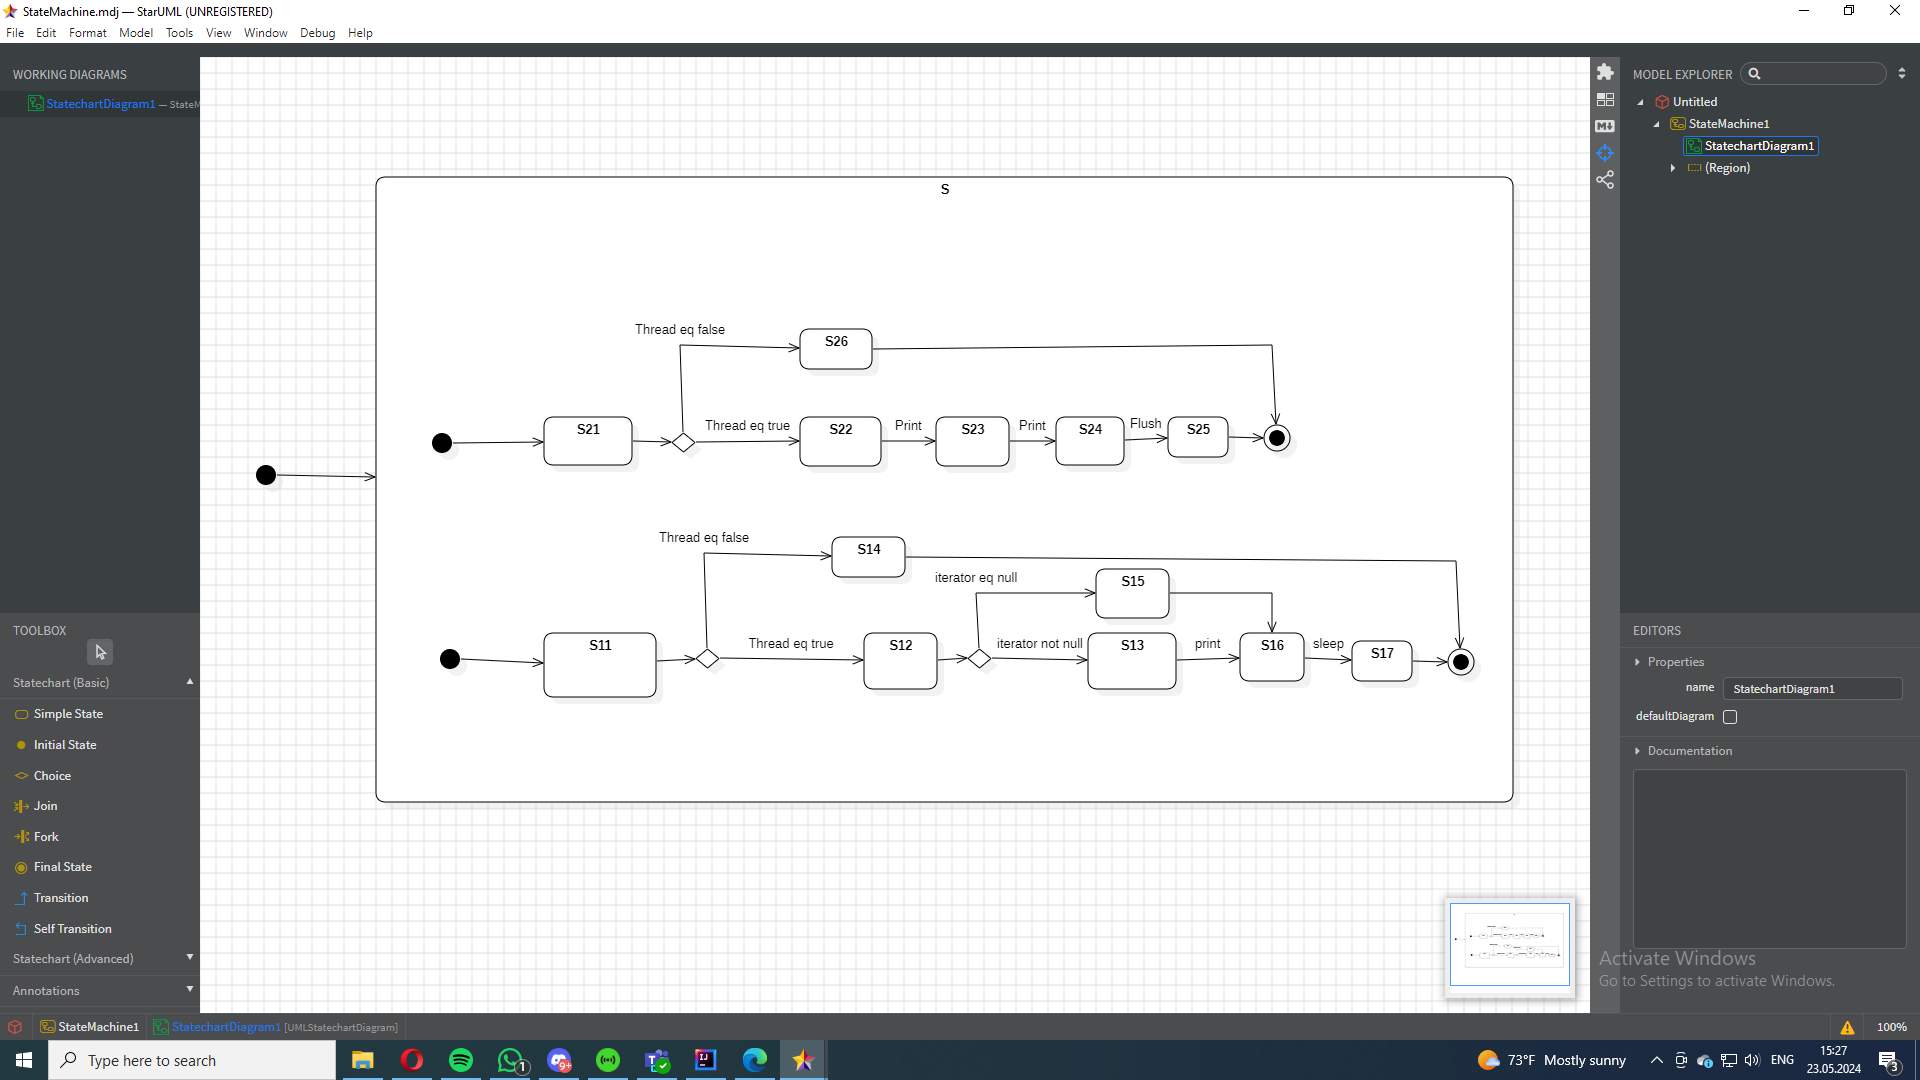 StateMachine.mdj — StarUML (UNREGISTERED)
File Edit Format Model Tools View Window Debug Help
WORKING DIAGRAMS
StatechartDiagram1 — StateM
S
Thread eq false
S26
S21
Thread eq true
S22
Print
S23
Print
S24
Flush
S25
Thread eq false
S14
iterator eq null
S15
S11
Thread eq true
S12
iterator not null
S13
print
S16
sleep
S17
MODEL EXPLORER
Untitled
StateMachine1
StatechartDiagram1
(Region)
TOOLBOX
Statechart (Basic)
Simple State
Initial State
Choice
Join
Fork
Final State
Transition
Self Transition
Statechart (Advanced)
Annotations
EDITORS
Properties
name StatechartDiagram1
defaultDiagram
Documentation
Activate Windows
Go to Settings to activate Windows.
StateMachine1 StatechartDiagram1 [UMLStatechartDiagram]
100%
Type here to search
1
9+
73°F Mostly sunny
ENG
15:27
23.05.2024
3